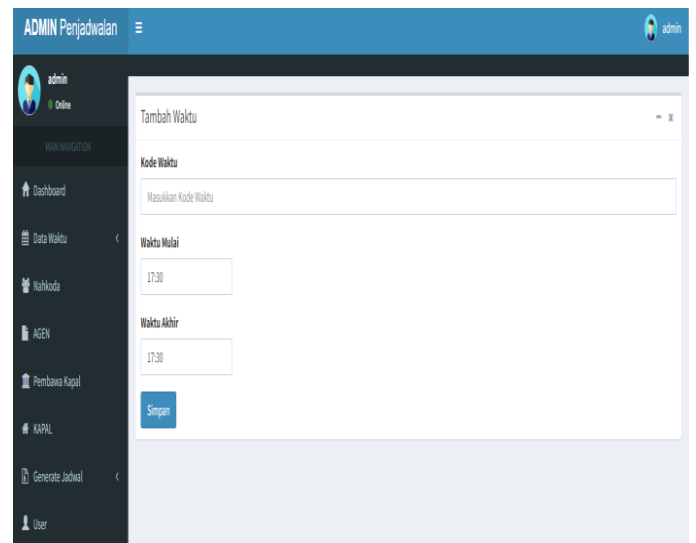 ADMIN Penjadwalan
admin
admin
Online
MAIN NAVIGATION
Dashboard
Data Waktu
Nahkoda
AGEN
Pembawa Kapal
KAPAL
Generate Jadwal
User
Tambah Waktu
Kode Waktu
Masukkan Kode Waktu
Waktu Mulai
17:30
Waktu Akhir
17:30
Simpan